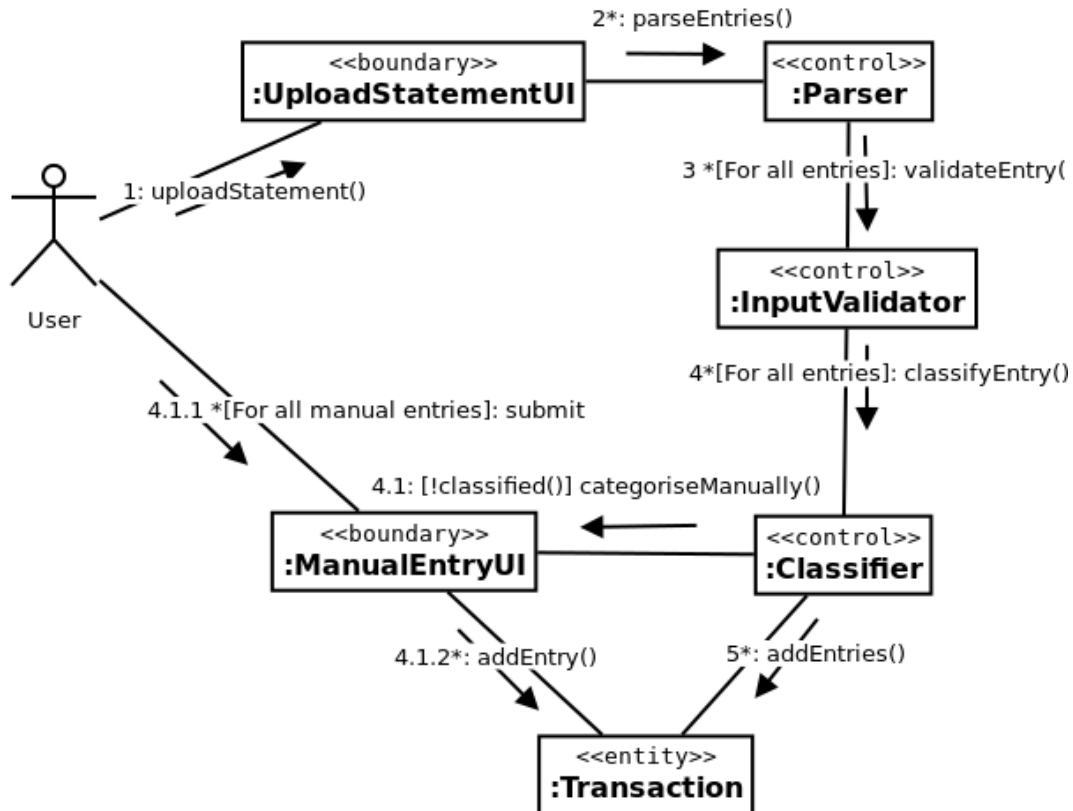 2*: parseEntries()
<<boundary>>
:UploadStatementUI
<<control>>
:Parser
1: uploadStatement()
3 *[For all entries]: validateEntry(
User
<<control>>
:InputValidator
4*[For all entries]: classifyEntry()
4.1.1 *[For all manual entries]: submit
4.1: [!classified()] categoriseManually()
<<boundary>>
:ManualEntryUI
<<control>>
:Classifier
4.1.2*: addEntry()
5*: addEntries()
<<entity>>
:Transaction